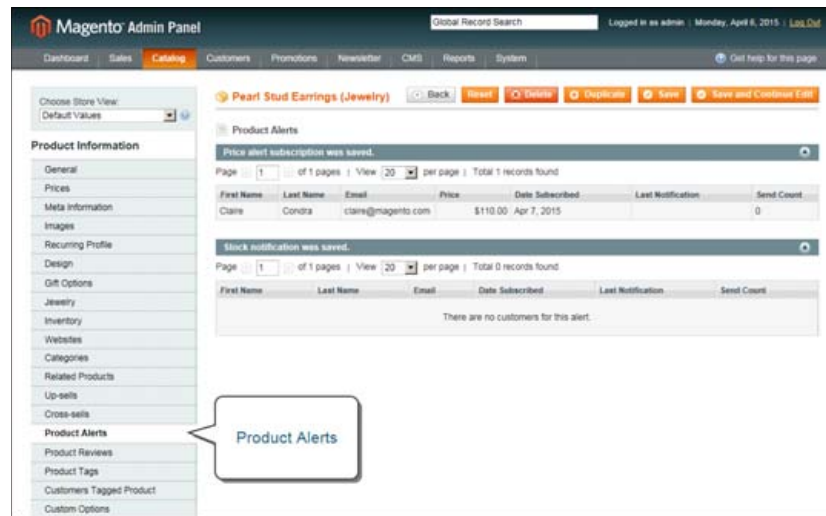 Magento Admin Panel
Global Record Search
Logged in as admin | Monday, April 6, 2015 | Log Out
Dashboard Sales Catalog Customers Promotions Newsletter CMS Reports System
Get help for this page
Choose Store View:
Default Values
Product Information
General
Prices
Meta Information
Images
Recurring Profile
Design
Gift Options
Jewelry
Inventory
Websites
Categories
Related Products
Up-sells
Cross-sells
Product Alerts
Product Reviews
Product Tags
Customers Tagged Product
Custom Options
Pearl Stud Earrings (Jewelry)
Back Reset Delete Duplicate Save Save and Continue Edit
Product Alerts
Price alert subscription was saved.
Page 1 of 1 pages | View 20 per page | Total 1 records found
First Name Last Name Email Price Date Subscribed Last Notification Send Count
Claire Condra claire@magento.com $110.00 Apr 7, 2015 0
Stock notification was saved.
Page 1 of 1 pages | View 20 per page | Total 0 records found
First Name Last Name Email Date Subscribed Last Notification Send Count
There are no customers for this alert.
Product Alerts